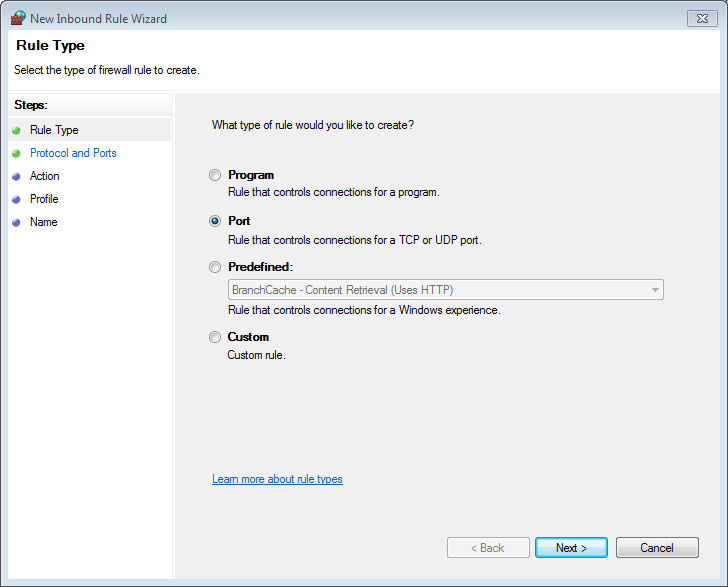 New Inbound Rule Wizard
Rule Type
Select the type of firewall rule to create.
Steps:
Rule Type
Protocol and Ports
Action
Profile
Name
What type of rule would you like to create?
Program
Rule that controls connections for a program.
Port
Rule that controls connections for a TCP or UDP port.
Predefined:
BranchCache - Content Retrieval (Uses HTTP)
Rule that controls connections for a Windows experience.
Custom
Custom rule.
Learn more about rule types
< Back
Next >
Cancel